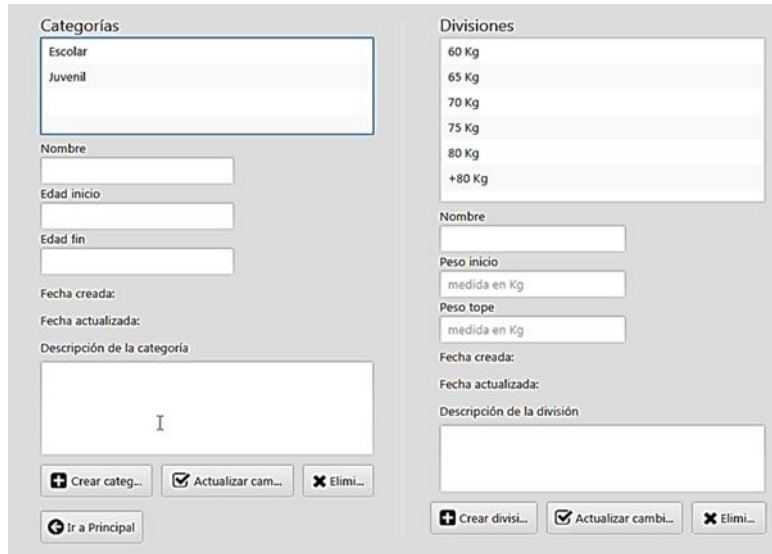 Categorías
Escolar
Juvenil
Nombre
Edad inicio
Edad fin
Fecha creada:
Fecha actualizada:
Descripción de la categoría
Crear categ...
Actualizar cam...
Elimi...
Ir a Principal
Divisiones
60 Kg
65 Kg
70 Kg
75 Kg
80 Kg
+80 Kg
Nombre
Peso inicio
medida en Kg
Peso tope
medida en Kg
Fecha creada:
Fecha actualizada:
Descripción de la división
Crear divisi...
Actualizar cambi...
Elimi...